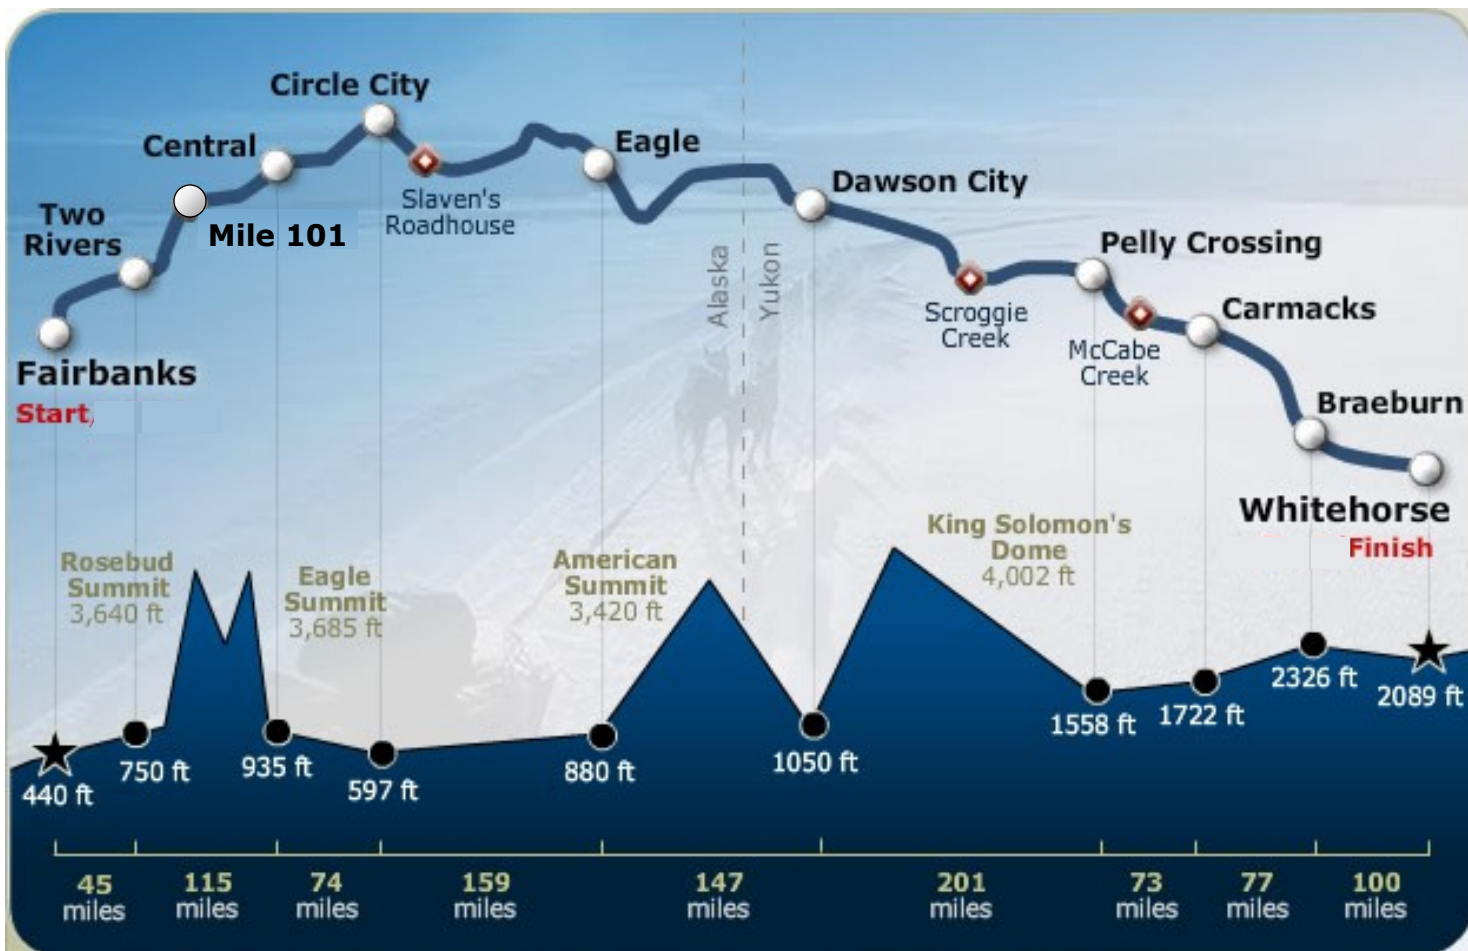 Circle City
Central
Eagle
Slaven's
Roadhouse
Dawson City
Two
Rivers
Mile 101
Pelly Crossing
Alaska
Yukon
Scroggie
Creek
Carmacks
McCabe
Creek
Fairbanks
Start,
Braeburn
Whitehorse
Finish
Rosebud
Summit
3,640 ft
Eagle
Summit
3,685 ft
American
Summit
3,420 ft
King Solomon's
Dome
4,002 ft
440 ft
750 ft
935 ft
597 ft
880 ft
1050 ft
1558 ft
1722 ft
2326 ft
2089 ft
45
miles
115
miles
74
miles
159
miles
147
miles
201
miles
73
miles
77
miles
100
miles